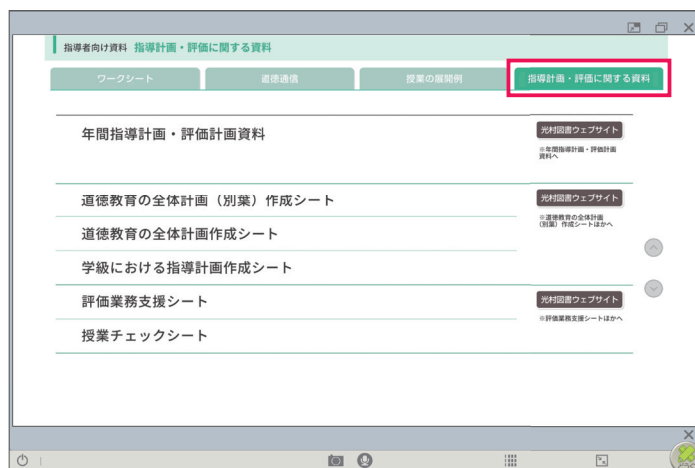 指導者向け資料 指導計画・評価に関する資料
ワークシート 道徳通信 授業の展開例 指導計画・評価に関する資料
年間指導計画・評価計画資料
光村図書ウェブサイト
※年間指導計画・評価計画
資料へ
道徳教育の全体計画（別葉）作成シート
光村図書ウェブサイト
※道徳教育の全体計画
（別葉）作成シートほかへ
道徳教育の全体計画作成シート
学級における指導計画作成シート
評価業務支援シート
光村図書ウェブサイト
※評価業務支援シートほかへ
授業チェックシート